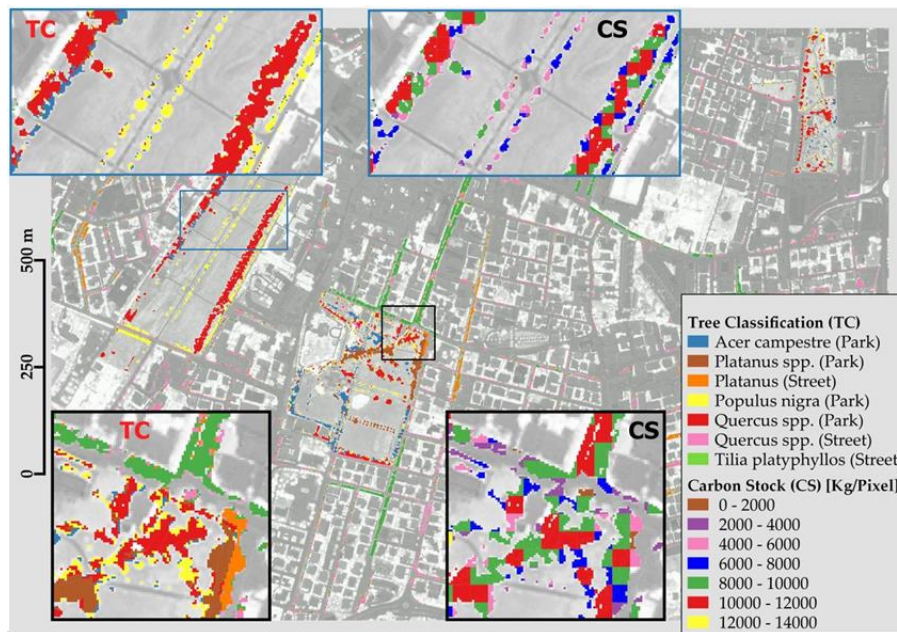 TC
CS
500 m
250
0
TC
CS
Tree Classification (TC)
Acer campestre (Park)
Platanus spp. (Park)
Platanus (Street)
Populus nigra (Park)
Quercus spp. (Park)
Quercus spp. (Street)
Tilia platyphyllos (Street
Carbon Stock (CS) [Kg/Pixel]
0 - 2000
2000 - 4000
4000 - 6000
6000 - 8000
8000 - 10000
10000 - 12000
12000 - 14000